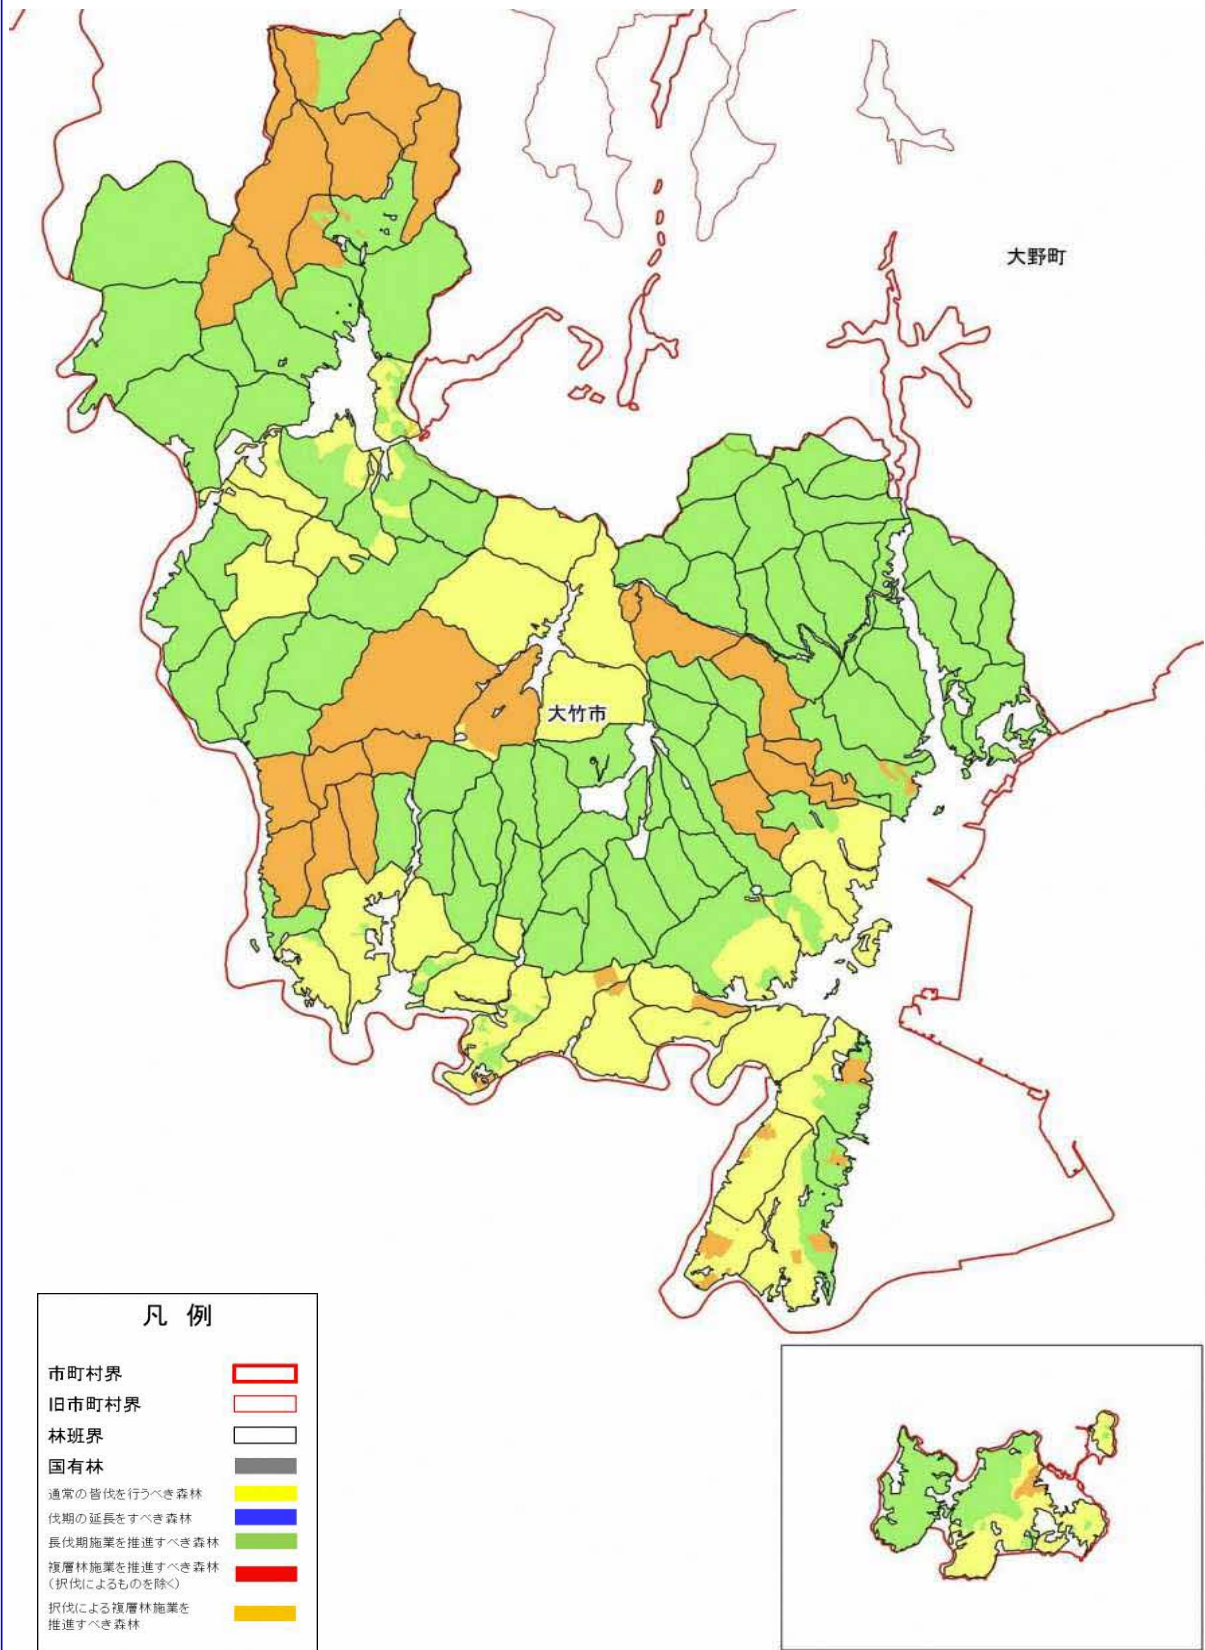 大野町
大竹市
凡 例
市町村界
旧市町村界
林班界
国有林
通常の皆伐を行うべき森林
伐期の延長をすべき森林
長伐期施業を推進すべき森林
複層林施業を推進すべき森林
（択伐によるものを除く）
択伐による複層林施業を
推進すべき森林